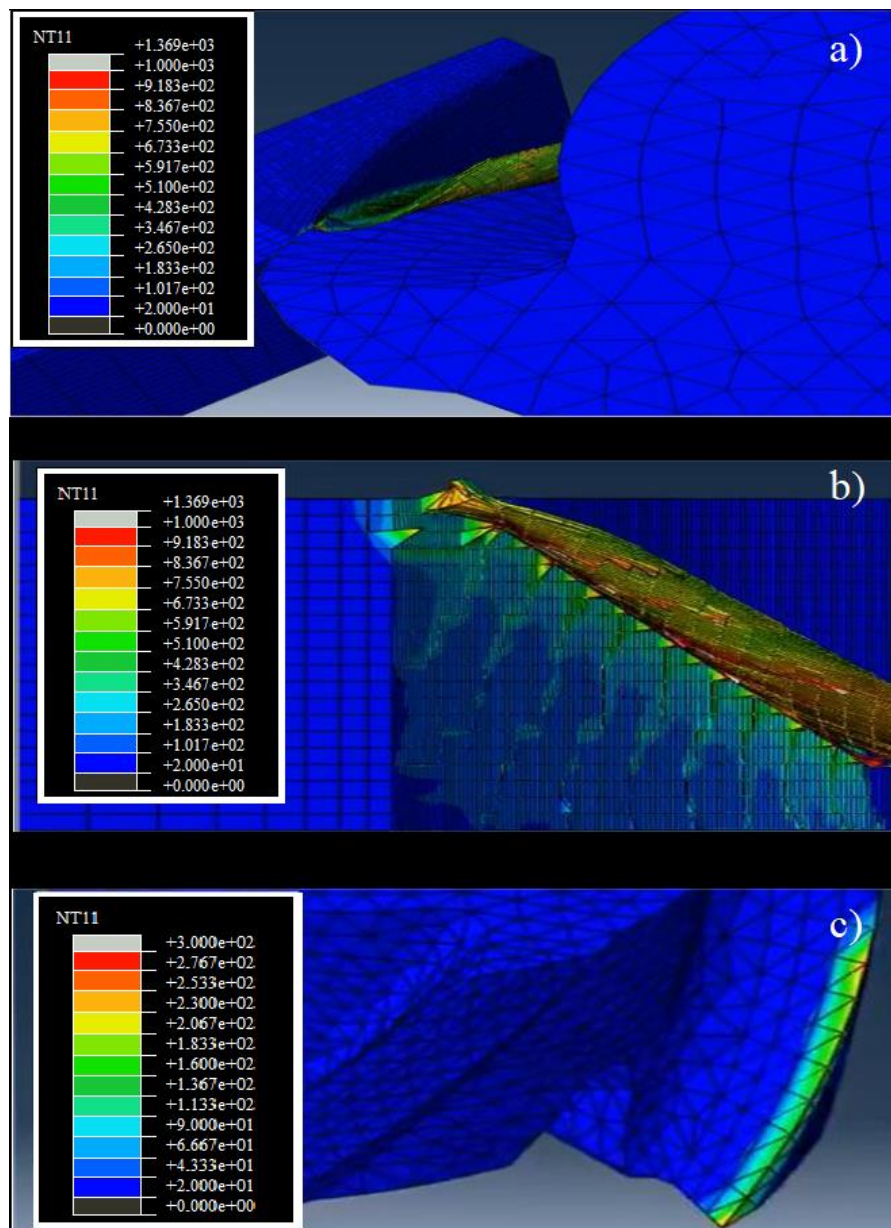 a)
NT11
+1.369e+03
+1.000e+03
+9.183e+02
+8.367e+02
+7.550e+02
+6.733e+02
+5.917e+02
+5.100e+02
+4.283e+02
+3.467e+02
+2.650e+02
+1.833e+02
+1.017e+02
+2.000e+01
+0.000e+00
b)
NT11
+1.369e+03
+1.000e+03
+9.183e+02
+8.367e+02
+7.550e+02
+6.733e+02
+5.917e+02
+5.100e+02
+4.283e+02
+3.467e+02
+2.650e+02
+1.833e+02
+1.017e+02
+2.000e+01
+0.000e+00
c)
NT11
+3.000e+02
+2.767e+02
+2.533e+02
+2.300e+02
+2.067e+02
+1.833e+02
+1.600e+02
+1.367e+02
+1.133e+02
+9.000e+01
+6.667e+01
+4.333e+01
+2.000e+01
+0.000e+00